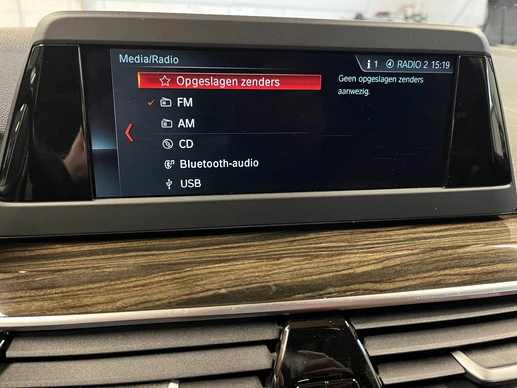 Media/Radio
i 1 RADIO 2 15:19
Opgeslagen zenders
Geen opgeslagen zenders
aanwezig.
FM
AM
CD
Bluetooth-audio
USB